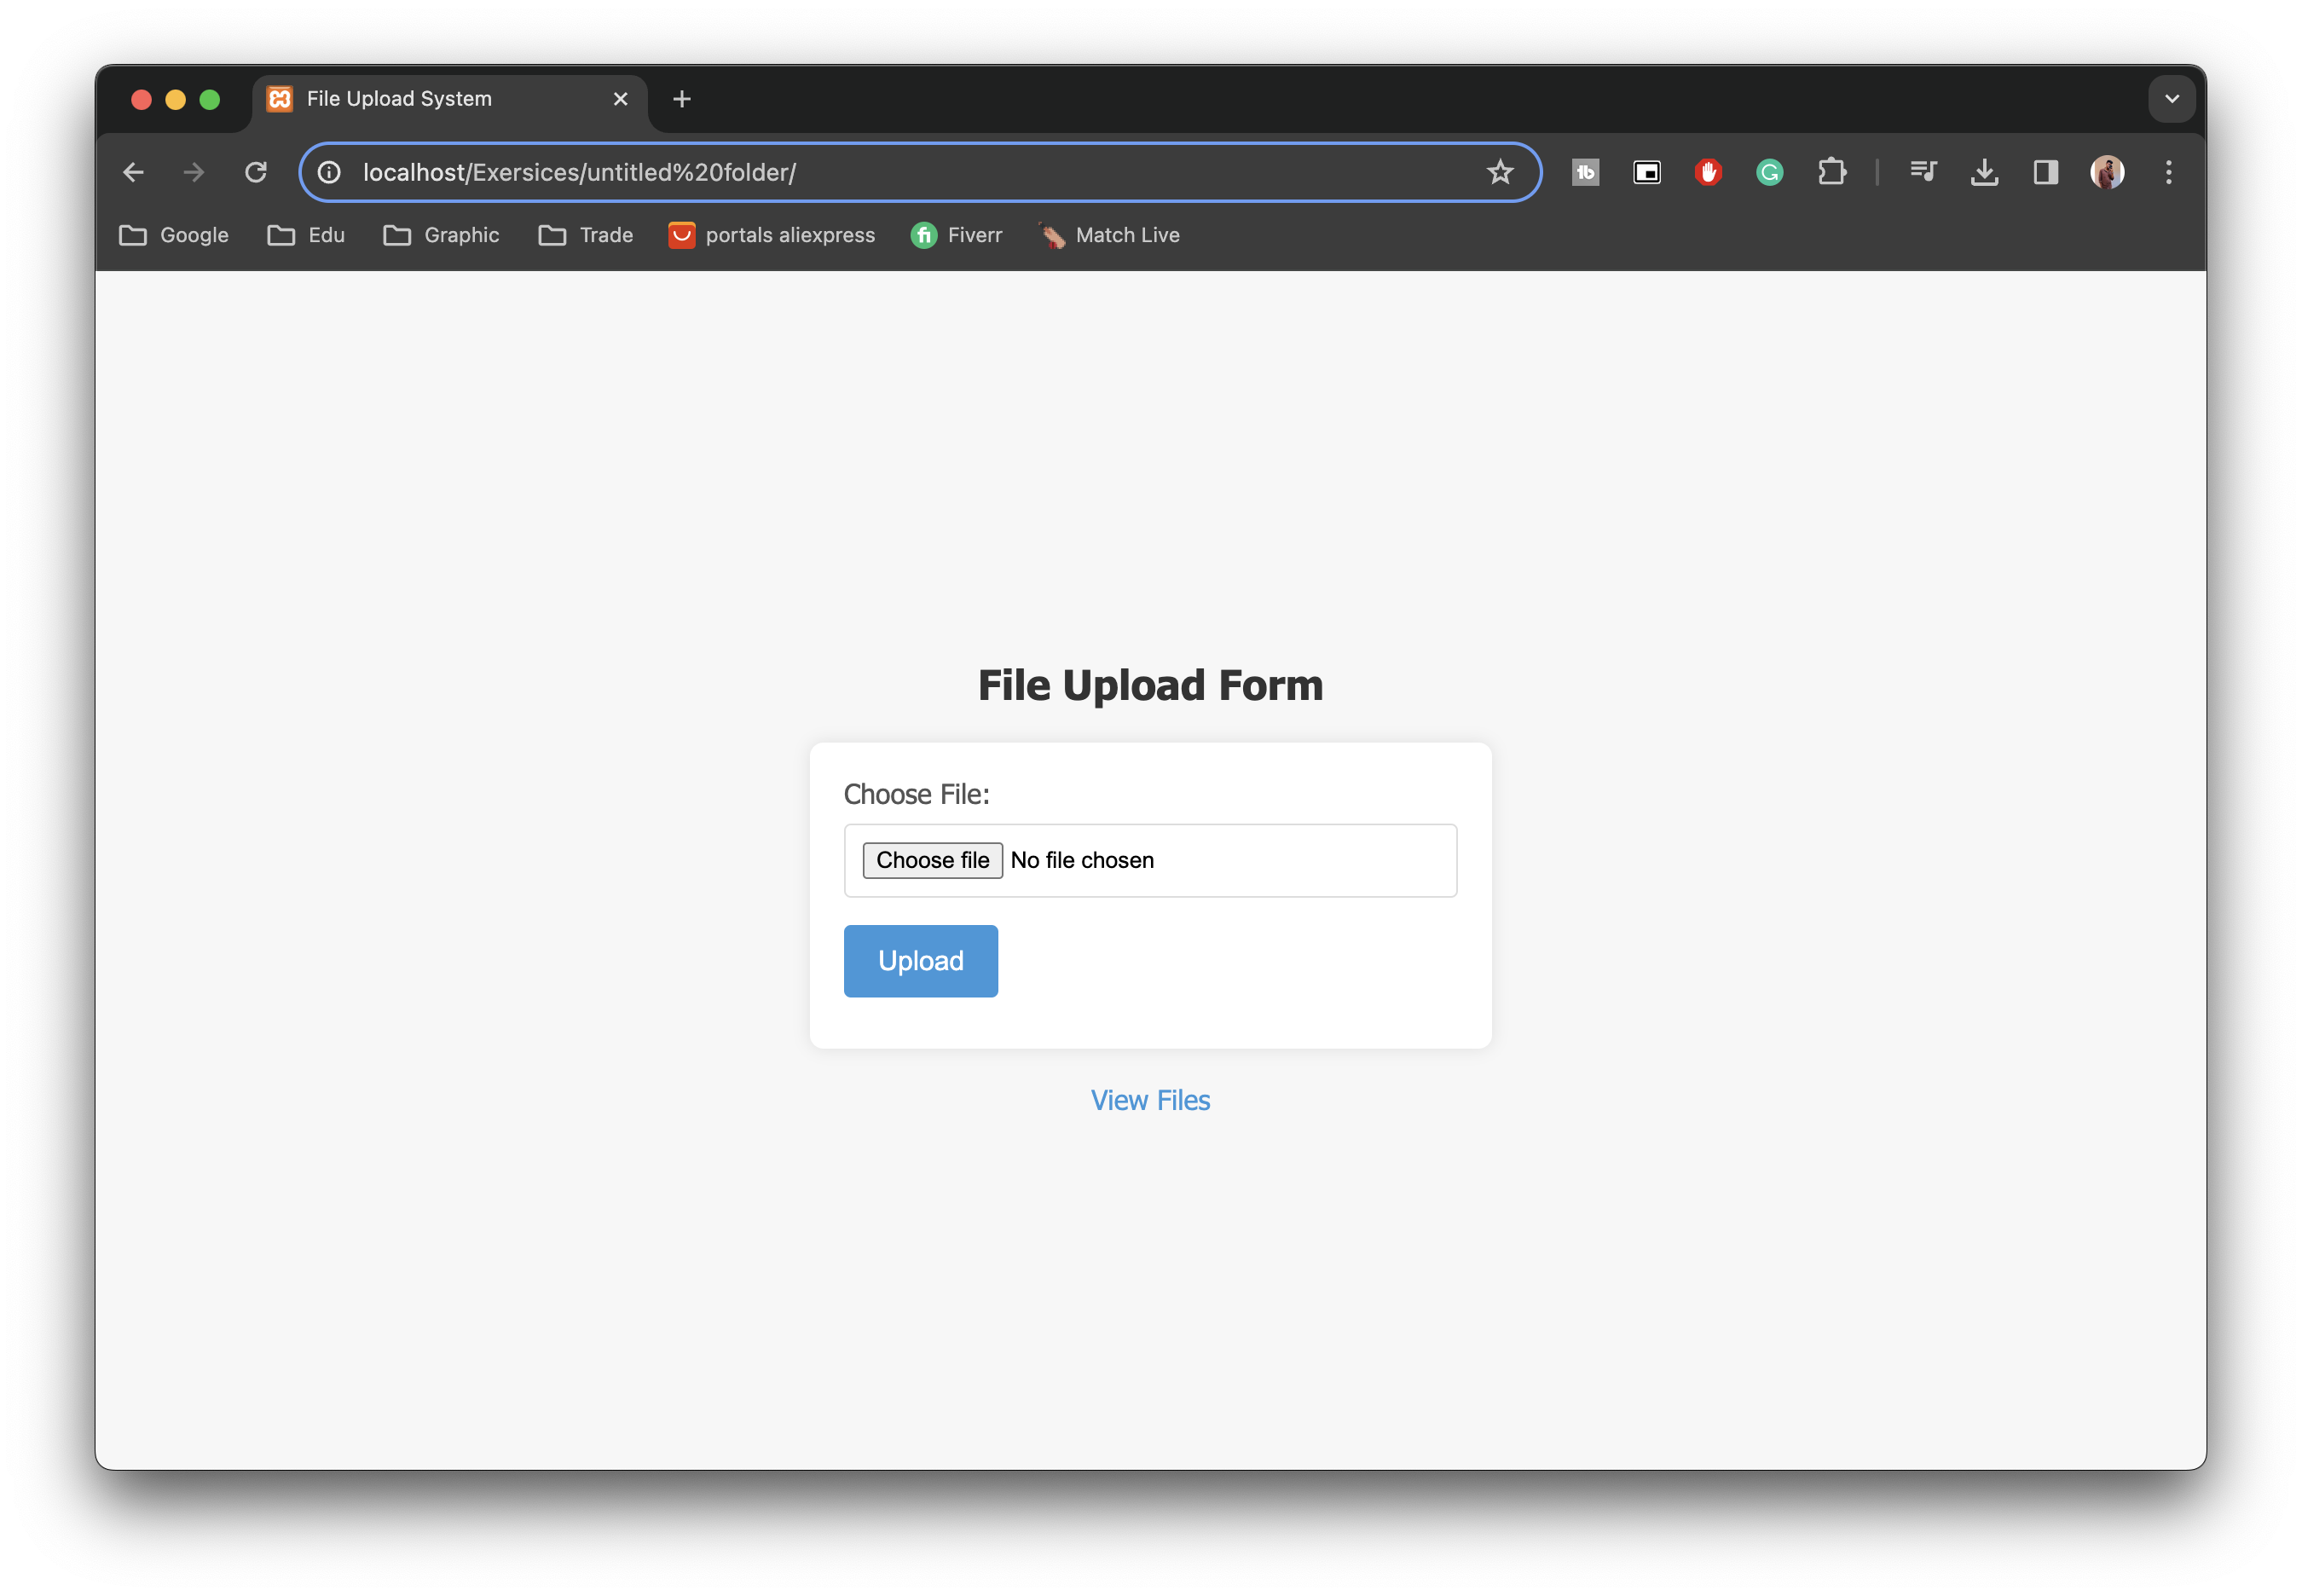 File Upload System
localhost/Exersices/untitled%20folder/
Google Edu Graphic Trade portals aliexpress Fiverr Match Live
File Upload Form
Choose File:
Choose file No file chosen
Upload
View Files